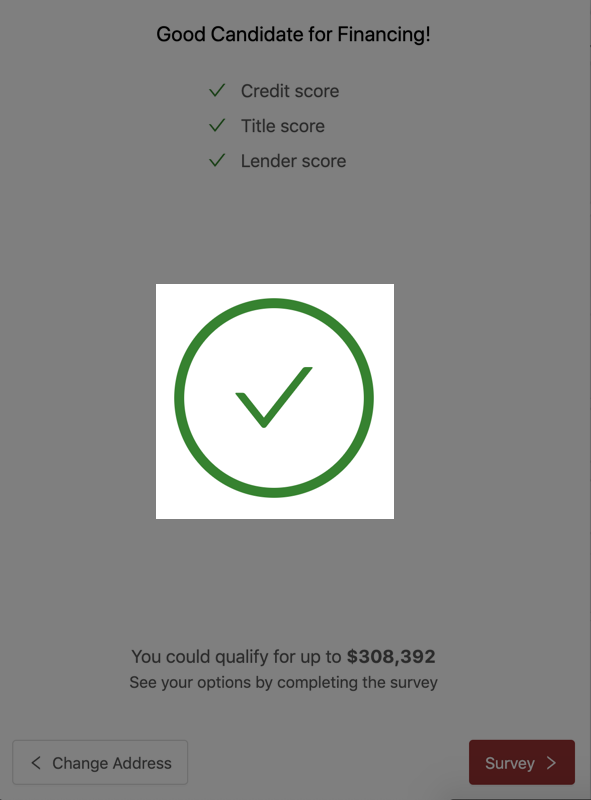 Good Candidate for Financing!
Credit score
Title score
Lender score
You could qualify for up to $308,392
See your options by completing the survey
Change Address
Survey